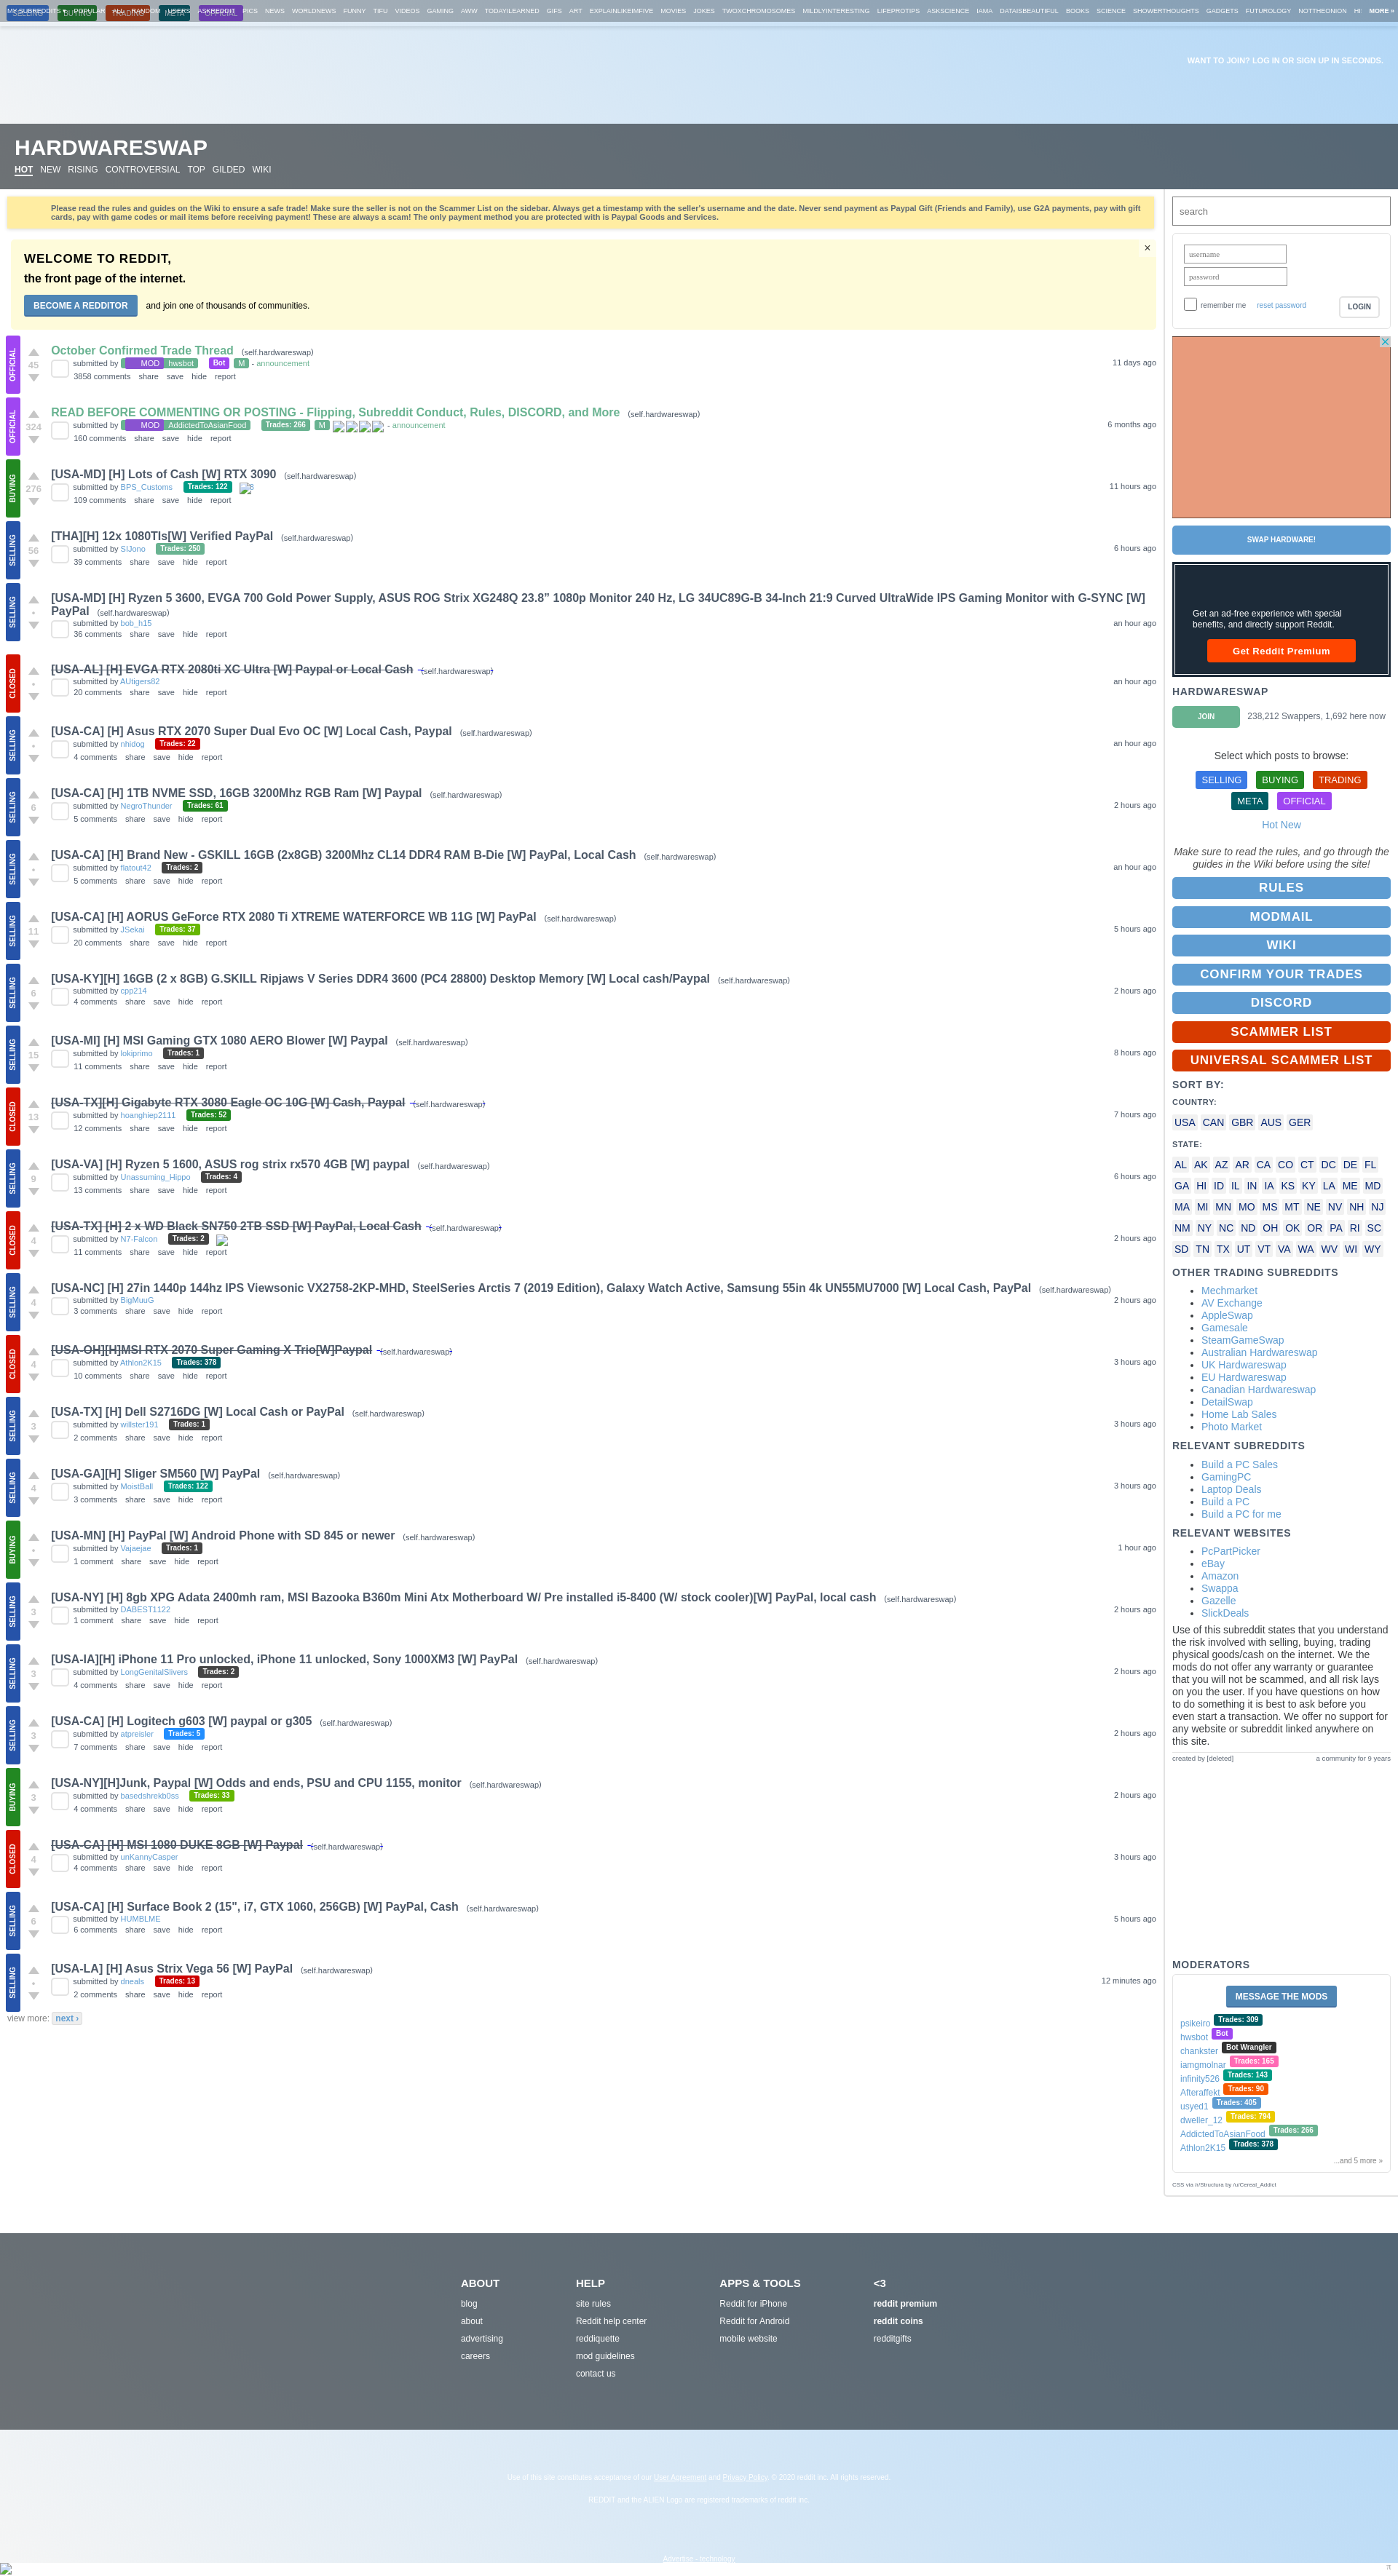 MY SUBREDDITS ▾ POPULAR - ALL - RANDOM - USERS ASKREDDIT PICS NEWS WORLDNEWS FUNNY TIFU VIDEOS GAMING AWW TODAYILEARNED GIFS ART EXPLAINLIKEIMFIVE MOVIES JOKES TWOXCHROMOSOMES MILDLYINTERESTING LIFEPROTIPS ASKSCIENCE IAMA DATAISBEAUTIFUL BOOKS SCIENCE SHOWERTHOUGHTS GADGETS FUTUROLOGY NOTTHEONION HI MORE »
SELLING BUYING TRADING META OFFICIAL
WANT TO JOIN? LOG IN OR SIGN UP IN SECONDS.
HARDWARESWAP
HOT NEW RISING CONTROVERSIAL TOP GILDED WIKI
Please read the rules and guides on the Wiki to ensure a safe trade! Make sure the seller is not on the Scammer List on the sidebar. Always get a timestamp with the seller's username and the date. Never send payment as Paypal Gift (Friends and Family), use G2A payments, pay with gift
cards, pay with game codes or mail items before receiving payment! These are always a scam! The only payment method you are protected with is Paypal Goods and Services.
WELCOME TO REDDIT,
×
the front page of the internet.
BECOME A REDDITOR and join one of thousands of communities.
OFFICIAL
45
October Confirmed Trade Thread (self.hardwareswap)
submitted by MOD hwsbot Bot M - announcement 11 days ago
3858 comments share save hide report
OFFICIAL
324
READ BEFORE COMMENTING OR POSTING - Flipping, Subreddit Conduct, Rules, DISCORD, and More (self.hardwareswap)
submitted by MOD AddictedToAsianFood Trades: 266 M - announcement 6 months ago
160 comments share save hide report
BUYING
276
[USA-MD] [H] Lots of Cash [W] RTX 3090 (self.hardwareswap)
submitted by BPS_Customs Trades: 122 8 11 hours ago
109 comments share save hide report
SELLING
56
[THA][H] 12x 1080TIs[W] Verified PayPal (self.hardwareswap)
submitted by SIJono Trades: 250 6 hours ago
39 comments share save hide report
SELLING
•
[USA-MD] [H] Ryzen 5 3600, EVGA 700 Gold Power Supply, ASUS ROG Strix XG248Q 23.8” 1080p Monitor 240 Hz, LG 34UC89G-B 34-Inch 21:9 Curved UltraWide IPS Gaming Monitor with G-SYNC [W]
PayPal (self.hardwareswap)
submitted by bob_h15 an hour ago
36 comments share save hide report
CLOSED
•
[USA-AL] [H] EVGA RTX 2080ti XC Ultra [W] Paypal or Local Cash (self.hardwareswap)
submitted by AUtigers82 an hour ago
20 comments share save hide report
SELLING
•
[USA-CA] [H] Asus RTX 2070 Super Dual Evo OC [W] Local Cash, Paypal (self.hardwareswap)
submitted by nhidog Trades: 22 an hour ago
4 comments share save hide report
SELLING
6
[USA-CA] [H] 1TB NVME SSD, 16GB 3200Mhz RGB Ram [W] Paypal (self.hardwareswap)
submitted by NegroThunder Trades: 61 2 hours ago
5 comments share save hide report
SELLING
•
[USA-CA] [H] Brand New - GSKILL 16GB (2x8GB) 3200Mhz CL14 DDR4 RAM B-Die [W] PayPal, Local Cash (self.hardwareswap)
submitted by flatout42 Trades: 2 an hour ago
5 comments share save hide report
SELLING
11
[USA-CA] [H] AORUS GeForce RTX 2080 Ti XTREME WATERFORCE WB 11G [W] PayPal (self.hardwareswap)
submitted by JSekai Trades: 37 5 hours ago
20 comments share save hide report
SELLING
6
[USA-KY][H] 16GB (2 x 8GB) G.SKILL Ripjaws V Series DDR4 3600 (PC4 28800) Desktop Memory [W] Local cash/Paypal (self.hardwareswap)
submitted by cpp214 2 hours ago
4 comments share save hide report
SELLING
15
[USA-MI] [H] MSI Gaming GTX 1080 AERO Blower [W] Paypal (self.hardwareswap)
submitted by lokiprimo Trades: 1 8 hours ago
11 comments share save hide report
CLOSED
13
[USA-TX][H] Gigabyte RTX 3080 Eagle OC 10G [W] Cash, Paypal (self.hardwareswap)
submitted by hoanghiep2111 Trades: 52 7 hours ago
12 comments share save hide report
SELLING
9
[USA-VA] [H] Ryzen 5 1600, ASUS rog strix rx570 4GB [W] paypal (self.hardwareswap)
submitted by Unassuming_Hippo Trades: 4 6 hours ago
13 comments share save hide report
CLOSED
4
[USA-TX] [H] 2 x WD Black SN750 2TB SSD [W] PayPal, Local Cash (self.hardwareswap)
submitted by N7-Falcon Trades: 2 2 hours ago
11 comments share save hide report
SELLING
4
[USA-NC] [H] 27in 1440p 144hz IPS Viewsonic VX2758-2KP-MHD, SteelSeries Arctis 7 (2019 Edition), Galaxy Watch Active, Samsung 55in 4k UN55MU7000 [W] Local Cash, PayPal (self.hardwareswap)
submitted by BigMuuG 2 hours ago
3 comments share save hide report
CLOSED
4
[USA-OH][H]MSI RTX 2070 Super Gaming X Trio[W]Paypal (self.hardwareswap)
submitted by Athlon2K15 Trades: 378 3 hours ago
10 comments share save hide report
SELLING
3
[USA-TX] [H] Dell S2716DG [W] Local Cash or PayPal (self.hardwareswap)
submitted by willster191 Trades: 1 3 hours ago
2 comments share save hide report
SELLING
4
[USA-GA][H] Sliger SM560 [W] PayPal (self.hardwareswap)
submitted by MoistBall Trades: 122 3 hours ago
3 comments share save hide report
BUYING
•
[USA-MN] [H] PayPal [W] Android Phone with SD 845 or newer (self.hardwareswap)
submitted by Vajaejae Trades: 1 1 hour ago
1 comment share save hide report
SELLING
3
[USA-NY] [H] 8gb XPG Adata 2400mh ram, MSI Bazooka B360m Mini Atx Motherboard W/ Pre installed i5-8400 (W/ stock cooler)[W] PayPal, local cash (self.hardwareswap)
submitted by DABEST1122 2 hours ago
1 comment share save hide report
SELLING
3
[USA-IA][H] iPhone 11 Pro unlocked, iPhone 11 unlocked, Sony 1000XM3 [W] PayPal (self.hardwareswap)
submitted by LongGenitalSlivers Trades: 2 2 hours ago
4 comments share save hide report
SELLING
3
[USA-CA] [H] Logitech g603 [W] paypal or g305 (self.hardwareswap)
submitted by atpreisler Trades: 5 2 hours ago
7 comments share save hide report
BUYING
3
[USA-NY][H]Junk, Paypal [W] Odds and ends, PSU and CPU 1155, monitor (self.hardwareswap)
submitted by basedshrekb0ss Trades: 33 2 hours ago
4 comments share save hide report
CLOSED
4
[USA-CA] [H] MSI 1080 DUKE 8GB [W] Paypal (self.hardwareswap)
submitted by unKannyCasper 3 hours ago
4 comments share save hide report
SELLING
6
[USA-CA] [H] Surface Book 2 (15", i7, GTX 1060, 256GB) [W] PayPal, Cash (self.hardwareswap)
submitted by HUMBLME 5 hours ago
6 comments share save hide report
SELLING
•
[USA-LA] [H] Asus Strix Vega 56 [W] PayPal (self.hardwareswap)
submitted by dneals Trades: 13 12 minutes ago
2 comments share save hide report
view more: next ›
search
username
password
remember me reset password LOGIN
SWAP HARDWARE!
Get an ad-free experience with special
benefits, and directly support Reddit.
Get Reddit Premium
HARDWARESWAP
JOIN 238,212 Swappers, 1,692 here now
Select which posts to browse:
SELLING BUYING TRADING
META OFFICIAL
Hot New
Make sure to read the rules, and go through the
guides in the Wiki before using the site!
RULES
MODMAIL
WIKI
CONFIRM YOUR TRADES
DISCORD
SCAMMER LIST
UNIVERSAL SCAMMER LIST
SORT BY:
COUNTRY:
USA CAN GBR AUS GER
STATE:
AL AK AZ AR CA CO CT DC DE FL
GA HI ID IL IN IA KS KY LA ME MD
MA MI MN MO MS MT NE NV NH NJ
NM NY NC ND OH OK OR PA RI SC
SD TN TX UT VT VA WA WV WI WY
OTHER TRADING SUBREDDITS
• Mechmarket
• AV Exchange
• AppleSwap
• Gamesale
• SteamGameSwap
• Australian Hardwareswap
• UK Hardwareswap
• EU Hardwareswap
• Canadian Hardwareswap
• DetailSwap
• Home Lab Sales
• Photo Market
RELEVANT SUBREDDITS
• Build a PC Sales
• GamingPC
• Laptop Deals
• Build a PC
• Build a PC for me
RELEVANT WEBSITES
• PcPartPicker
• eBay
• Amazon
• Swappa
• Gazelle
• SlickDeals
Use of this subreddit states that you understand
the risk involved with selling, buying, trading
physical goods/cash on the internet. We the
mods do not offer any warranty or guarantee
that you will not be scammed, and all risk lays
on you the user. If you have questions on how
to do something it is best to ask before you
even start a transaction. We offer no support for
any website or subreddit linked anywhere on
this site.
created by [deleted] a community for 9 years
MODERATORS
MESSAGE THE MODS
psikeiro Trades: 309
hwsbot Bot
chankster Bot Wrangler
iamgmolnar Trades: 165
infinity526 Trades: 143
Afteraffekt Trades: 90
usyed1 Trades: 405
dweller_12 Trades: 794
AddictedToAsianFood Trades: 266
Athlon2K15 Trades: 378
...and 5 more »
CSS via /r/Structura by /u/Cereal_Addict
ABOUT
blog
about
advertising
careers
HELP
site rules
Reddit help center
reddiquette
mod guidelines
contact us
APPS & TOOLS
Reddit for iPhone
Reddit for Android
mobile website
<3
reddit premium
reddit coins
redditgifts
Use of this site constitutes acceptance of our User Agreement and Privacy Policy. © 2020 reddit inc. All rights reserved.
REDDIT and the ALIEN Logo are registered trademarks of reddit inc.
Advertise - technology
π